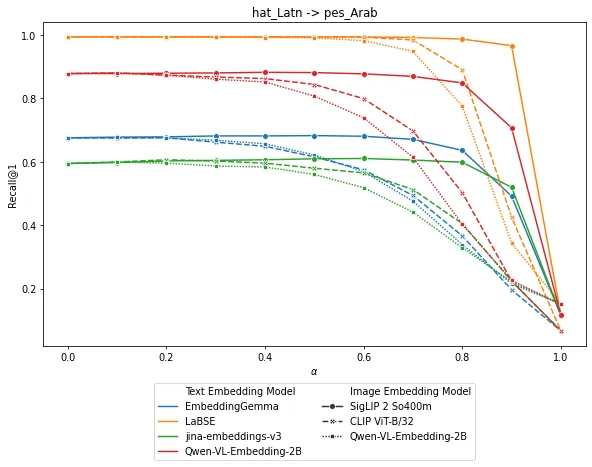 hat_Latn -> pes_Arab
1.0
0.8
0.6
0.4
0.2
Recall@1
0.0 0.2 0.4 0.6 0.8 1.0
α
Text Embedding Model
EmbeddingGemma
LaBSE
jina-embeddings-v3
Qwen-VL-Embedding-2B
Image Embedding Model
SigLIP 2 So400m
CLIP ViT-B/32
Qwen-VL-Embedding-2B